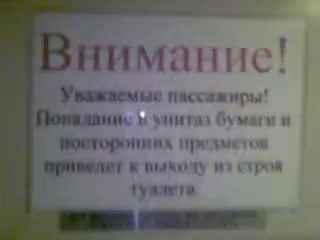 Внимание!
Уважаемые пассажиры!
Попадание в унитаз бумаги и
посторонних предметов
приведет к выходу из строя
туалета.